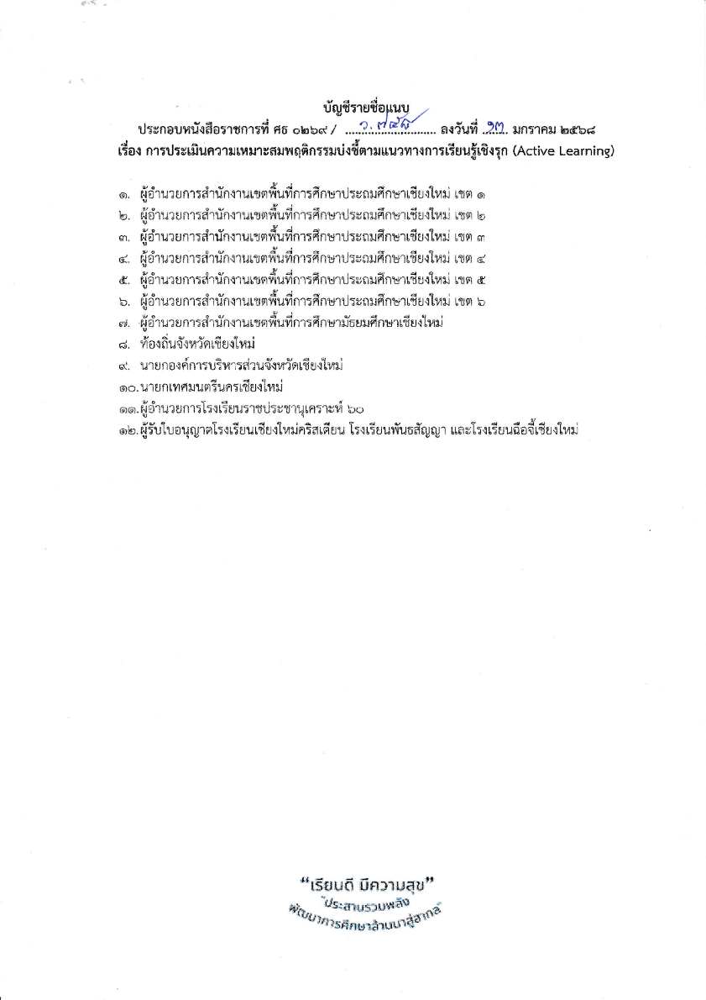 บัญชีรายชื่อแนบ
ประกอบหนังสือราชการที่ ศธ ๐๒๖๙ / ว. ๗๔๘ ลงวันที่ ๑๓ มกราคม ๒๕๖๘
เรื่อง การประเมินความเหมาะสมพฤติกรรมบ่งชี้ตามแนวทางการเรียนรู้เชิงรุก (Active Learning)
๑. ผู้อำนวยการสำนักงานเขตพื้นที่การศึกษาประถมศึกษาเชียงใหม่ เขต ๑
๒. ผู้อำนวยการสำนักงานเขตพื้นที่การศึกษาประถมศึกษาเชียงใหม่ เขต ๒
๓. ผู้อำนวยการสำนักงานเขตพื้นที่การศึกษาประถมศึกษาเชียงใหม่ เขต ๓
๔. ผู้อำนวยการสำนักงานเขตพื้นที่การศึกษาประถมศึกษาเชียงใหม่ เขต ๔
๕. ผู้อำนวยการสำนักงานเขตพื้นที่การศึกษาประถมศึกษาเชียงใหม่ เขต ๕
๖. ผู้อำนวยการสำนักงานเขตพื้นที่การศึกษาประถมศึกษาเชียงใหม่ เขต ๖
๗. ผู้อำนวยการสำนักงานเขตพื้นที่การศึกษามัธยมศึกษาเชียงใหม่
๘. ท้องถิ่นจังหวัดเชียงใหม่
๙. นายกองค์การบริหารส่วนจังหวัดเชียงใหม่
๑๐. นายกเทศมนตรีนครเชียงใหม่
๑๑. ผู้อำนวยการโรงเรียนราชประชานุเคราะห์ ๖๐
๑๒. ผู้รับใบอนุญาตโรงเรียนเชียงใหม่คริสเตียน โรงเรียนพันธสัญญา และโรงเรียนฉือจี้เชียงใหม่
“เรียนดี มีความสุข”
"ประสานรวมพลัง
พัฒนาการศึกษาล้านนาสู่สากล"